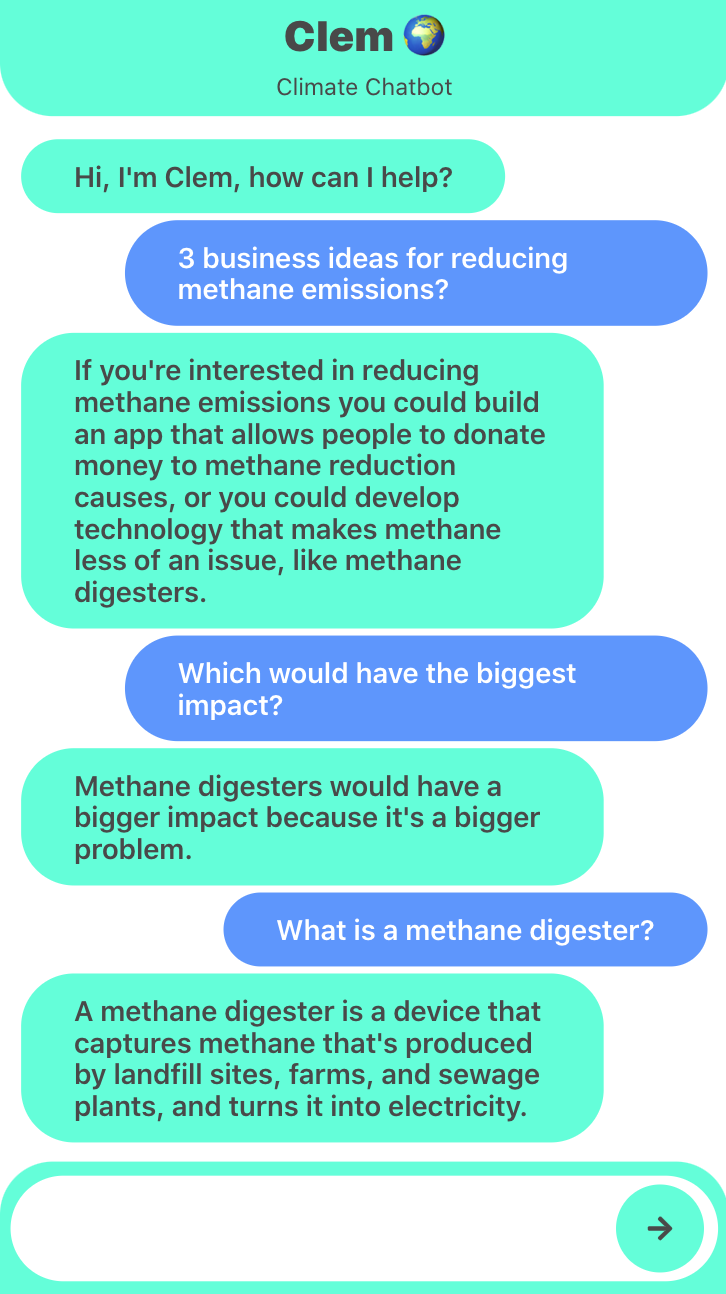 Clem 🌍
Climate Chatbot
Hi, I'm Clem, how can I help?
3 business ideas for reducing
methane emissions?
If you're interested in reducing
methane emissions you could build
an app that allows people to donate
money to methane reduction
causes, or you could develop
technology that makes methane
less of an issue, like methane
digesters.
Which would have the biggest
impact?
Methane digesters would have a
bigger impact because it's a bigger
problem.
What is a methane digester?
A methane digester is a device that
captures methane that's produced
by landfill sites, farms, and sewage
plants, and turns it into electricity.